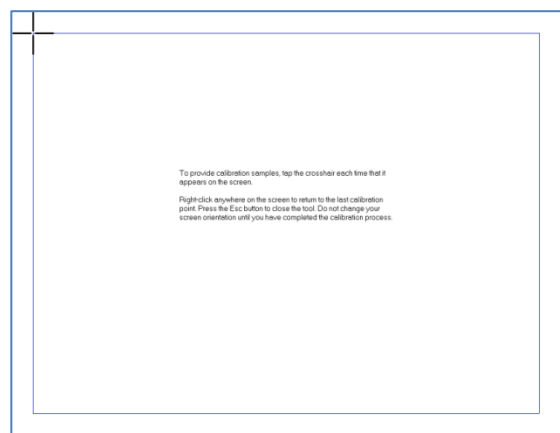 To provide calibration samples, tap the crosshair each time that it
appears on the screen.
Right-click anywhere on the screen to return to the last calibration
point. Press the Esc button to close the tool. Do not change your
screen orientation until you have completed the calibration process.